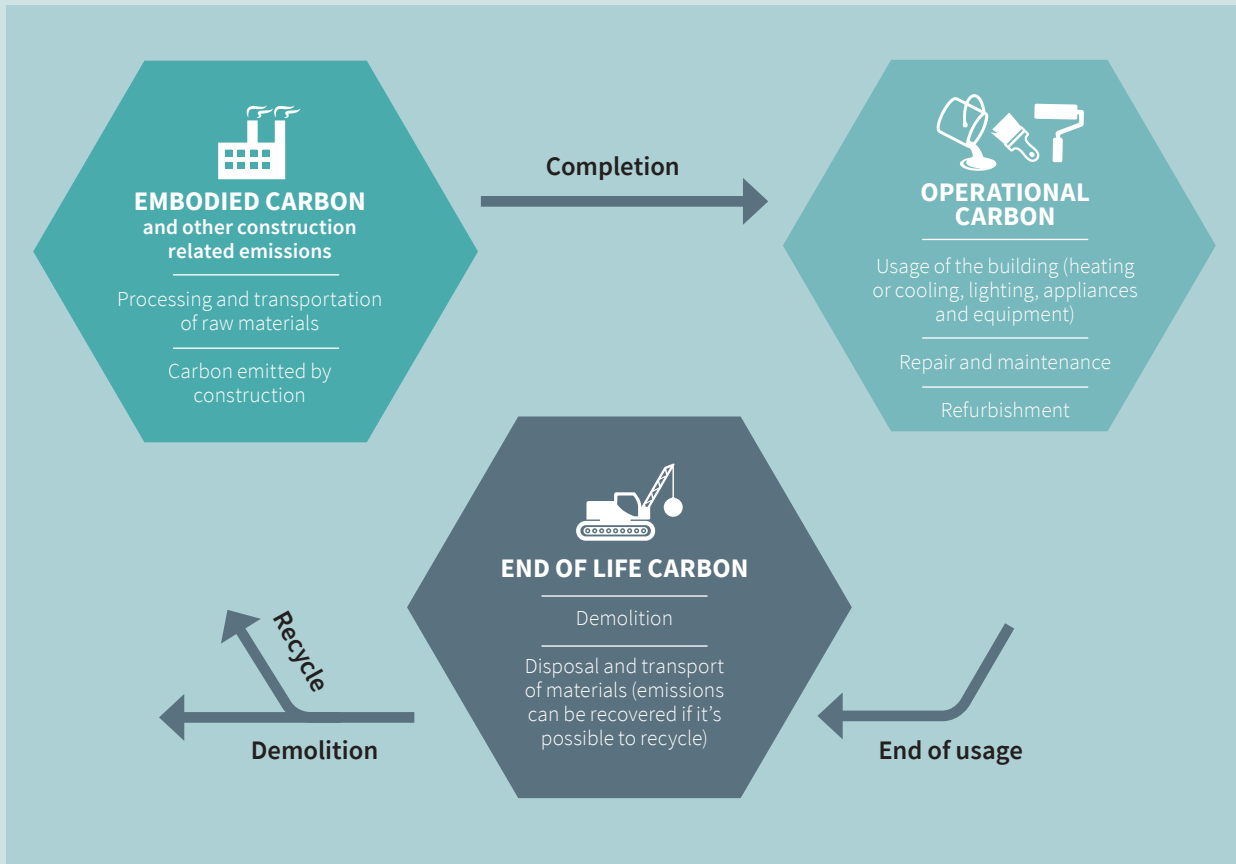 EMBODIED CARBON
and other construction
related emissions
Processing and transportation
of raw materials
Carbon emitted by
construction
Completion
OPERATIONAL
CARBON
Usage of the building (heating
or cooling, lighting, appliances
and equipment)
Repair and maintenance
Refurbishment
END OF LIFE CARBON
Demolition
Disposal and transport
of materials (emissions
can be recovered if it’s
possible to recycle)
End of usage
Recycle
Demolition